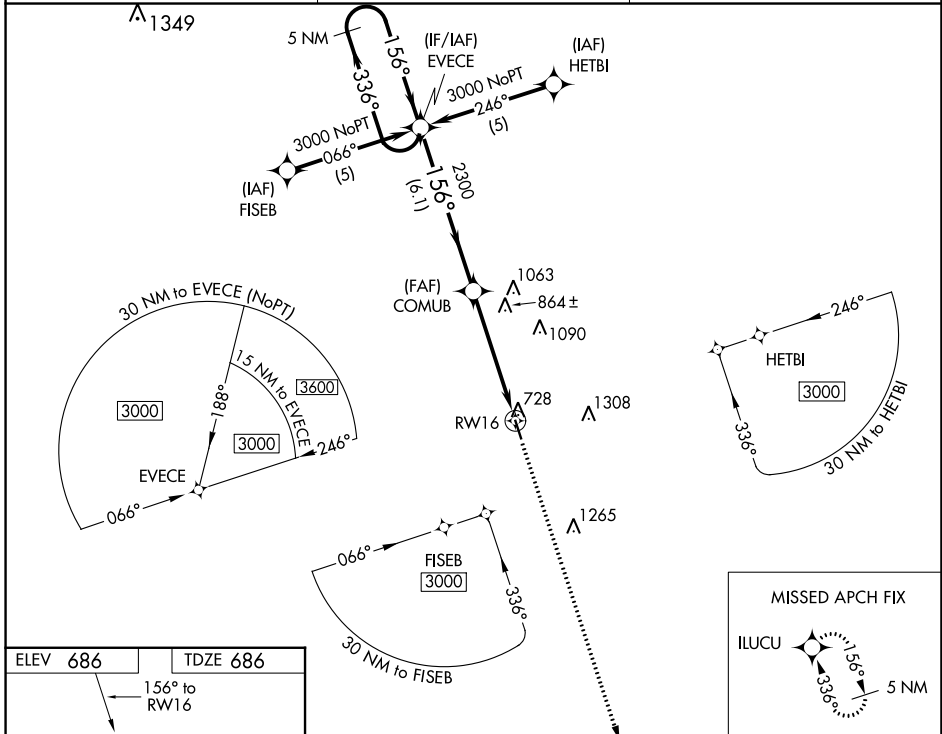 1349
5 NM
156°
336°
(IF/IAF)
EVECE
(IAF)
HETBI
3000 NoPT
246°
(5)
3000 NoPT
066°
(5)
(IAF)
FISEB
2300
156°
(6.1)
(FAF)
COMUB
1063
864±
1090
30 NM to EVECE (NoPT)
15 NM to EVECE
3600
3000
188°
3000
246°
EVECE
066°
246°
HETBI
3000
336°
30 NM to HETBI
728
RW16
1308
1265
066°
FISEB
3000
336°
30 NM to FISEB
MISSED APCH FIX
ILUCU
156°
336°
5 NM
ELEV 686
TDZE 686
156° to
RW16